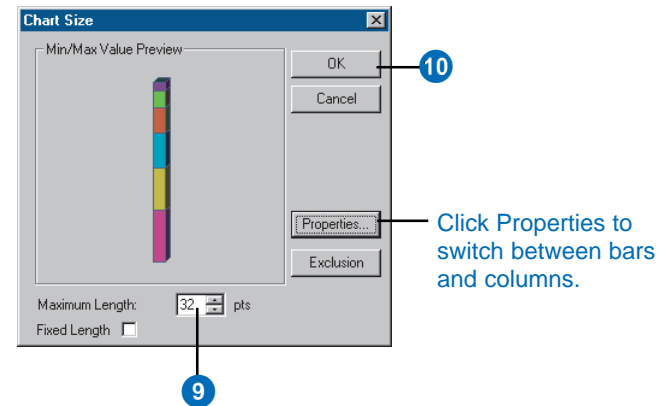 Chart Size
Min/Max Value Preview
OK
10
Cancel
Properties...
Click Properties to
switch between bars
and columns.
Exclusion
Maximum Length: 32 pts
Fixed Length
9